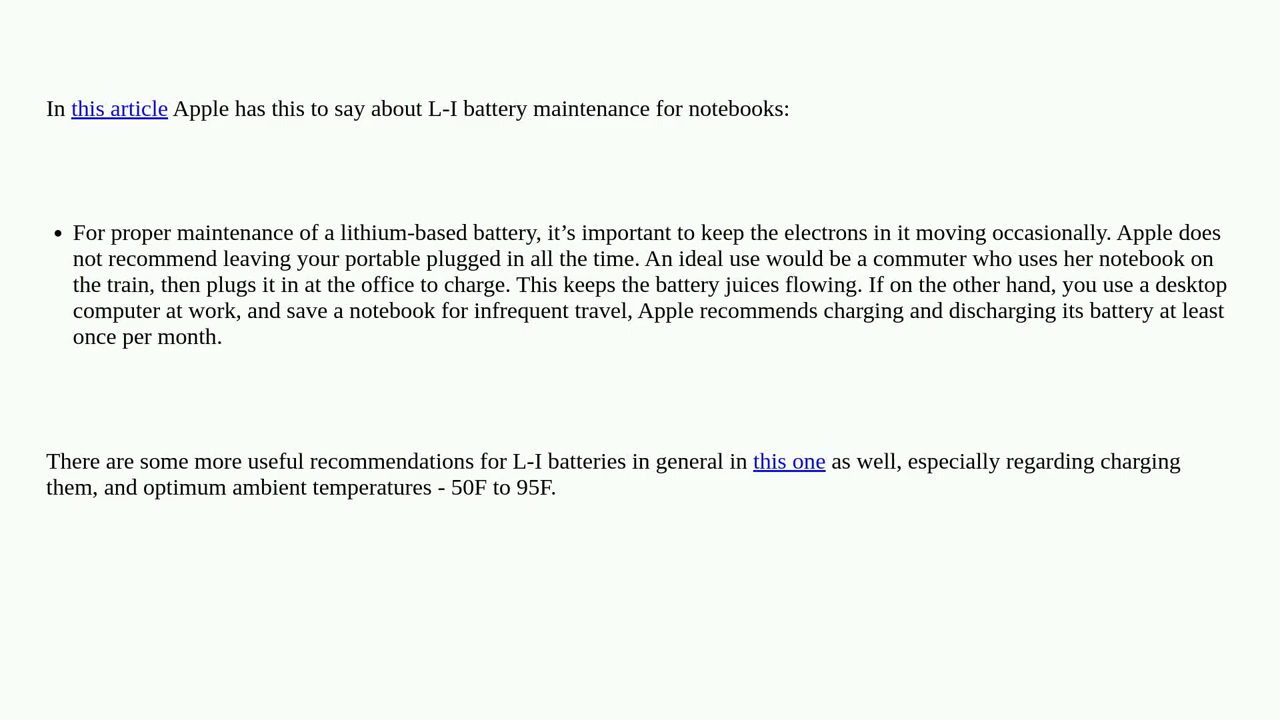 In this article Apple has this to say about L-I battery maintenance for notebooks:
• For proper maintenance of a lithium-based battery, it’s important to keep the electrons in it moving occasionally. Apple does
not recommend leaving your portable plugged in all the time. An ideal use would be a commuter who uses her notebook on
the train, then plugs it in at the office to charge. This keeps the battery juices flowing. If on the other hand, you use a desktop
computer at work, and save a notebook for infrequent travel, Apple recommends charging and discharging its battery at least
once per month.
There are some more useful recommendations for L-I batteries in general in this one as well, especially regarding charging
them, and optimum ambient temperatures - 50F to 95F.